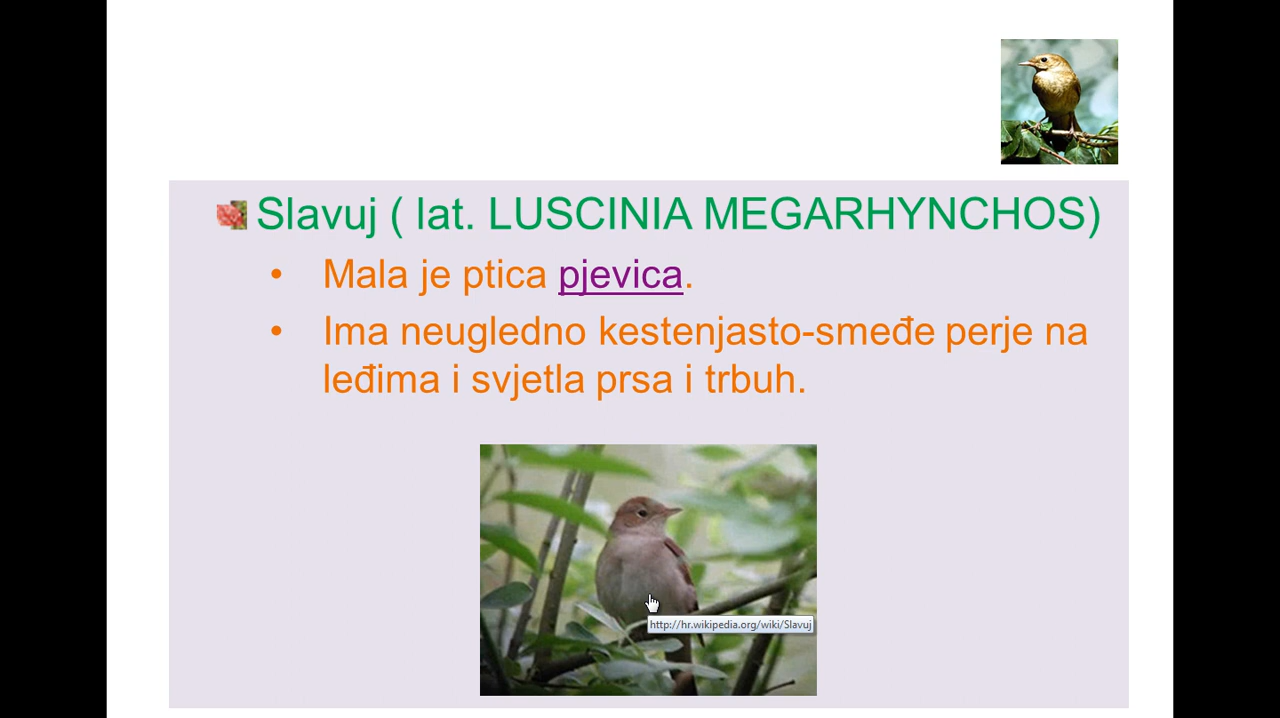 Slavuj ( lat. LUSCINIA MEGARHYNCHOS)
• Mala je ptica pjevica.
• Ima neugledno kestenjasto-smeđe perje na
leđima i svjetla prsa i trbuh.
http://hr.wikipedia.org/wiki/Slavuj